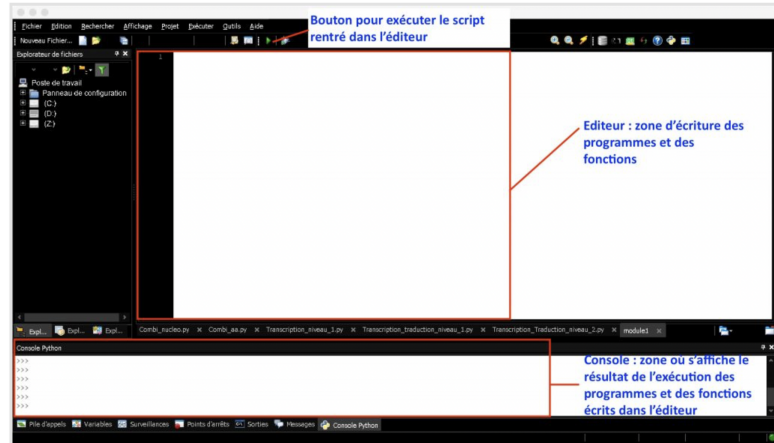 Bouton pour exécuter le script
rentré dans l'éditeur
Fichier Edition Rechercher Affichage Projet Exécuter Outils Aide
Nouveau Fichier...
Explorateur de fichiers
1
Poste de travail
Panneau de configuration
(C:)
(D:)
(Z:)
Editeur : zone d'écriture des
programmes et des
fonctions
Expl... Expl... Expl...
Combi_nucleo.py Combi_aa.py Transcription_niveau_1.py Transcription_traduction_niveau_1.py Transcription_Traduction_niveau_2.py module1
Console Python
>>>
>>>
>>>
>>>
>>>
>>>
Console : zone où s'affiche le
résultat de l'exécution des
programmes et des fonctions
écrits dans l'éditeur
Pile d'appels Variables Surveillances Points d'arrêts Sorties Messages Console Python